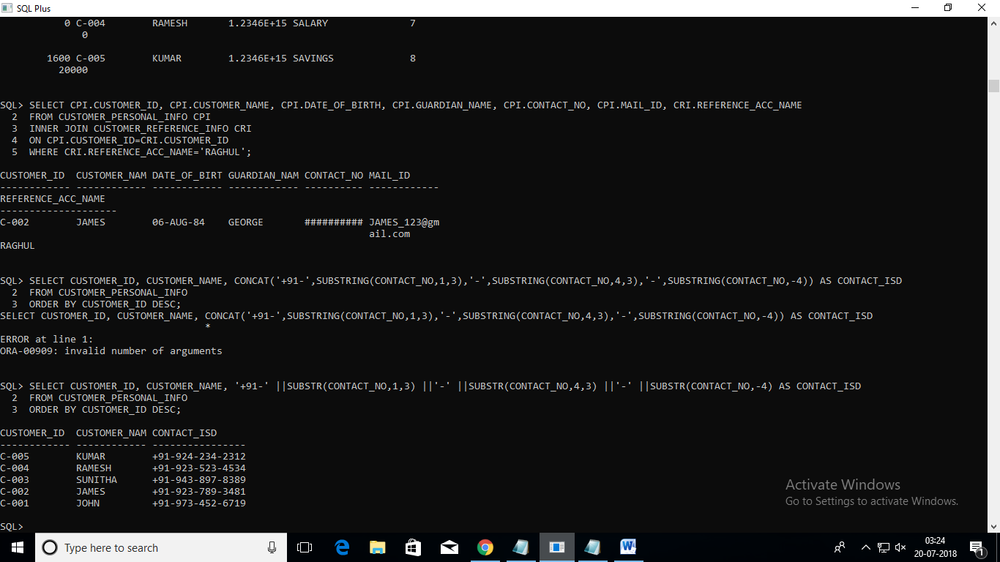 SQL Plus
0 C-004 RAMESH 1.2346E+15 SALARY 7
0
1600 C-005 KUMAR 1.2346E+15 SAVINGS 8
20000
SQL> SELECT CPI.CUSTOMER_ID, CPI.CUSTOMER_NAME, CPI.DATE_OF_BIRTH, CPI.GUARDIAN_NAME, CPI.CONTACT_NO, CPI.MAIL_ID, CRI.REFERENCE_ACC_NAME
2 FROM CUSTOMER_PERSONAL_INFO CPI
3 INNER JOIN CUSTOMER_REFERENCE_INFO CRI
4 ON CPI.CUSTOMER_ID=CRI.CUSTOMER_ID
5 WHERE CRI.REFERENCE_ACC_NAME='RAGHUL';
CUSTOMER_ID CUSTOMER_NAM DATE_OF_BIRT GUARDIAN_NAM CONTACT_NO MAIL_ID
------------ ------------ ------------ ------------ ---------- ------------
REFERENCE_ACC_NAME
--------------------
C-002 JAMES 06-AUG-84 GEORGE ########## JAMES_123@gm
ail.com
RAGHUL
SQL> SELECT CUSTOMER_ID, CUSTOMER_NAME, CONCAT('+91-',SUBSTRING(CONTACT_NO,1,3),'-',SUBSTRING(CONTACT_NO,4,3),'-',SUBSTRING(CONTACT_NO,-4)) AS CONTACT_ISD
2 FROM CUSTOMER_PERSONAL_INFO
3 ORDER BY CUSTOMER_ID DESC;
SELECT CUSTOMER_ID, CUSTOMER_NAME, CONCAT('+91-',SUBSTRING(CONTACT_NO,1,3),'-',SUBSTRING(CONTACT_NO,4,3),'-',SUBSTRING(CONTACT_NO,-4)) AS CONTACT_ISD
*
ERROR at line 1:
ORA-00909: invalid number of arguments
SQL> SELECT CUSTOMER_ID, CUSTOMER_NAME, '+91-' ||SUBSTR(CONTACT_NO,1,3) ||'-' ||SUBSTR(CONTACT_NO,4,3) ||'-' ||SUBSTR(CONTACT_NO,-4) AS CONTACT_ISD
2 FROM CUSTOMER_PERSONAL_INFO
3 ORDER BY CUSTOMER_ID DESC;
CUSTOMER_ID CUSTOMER_NAM CONTACT_ISD
------------ ------------ ----------------
C-005 KUMAR +91-924-234-2312
C-004 RAMESH +91-923-523-4534
C-003 SUNITHA +91-943-897-8389
C-002 JAMES +91-923-789-3481
C-001 JOHN +91-973-452-6719
SQL>
Activate Windows
Go to Settings to activate Windows.
Type here to search
03:24
20-07-2018
1